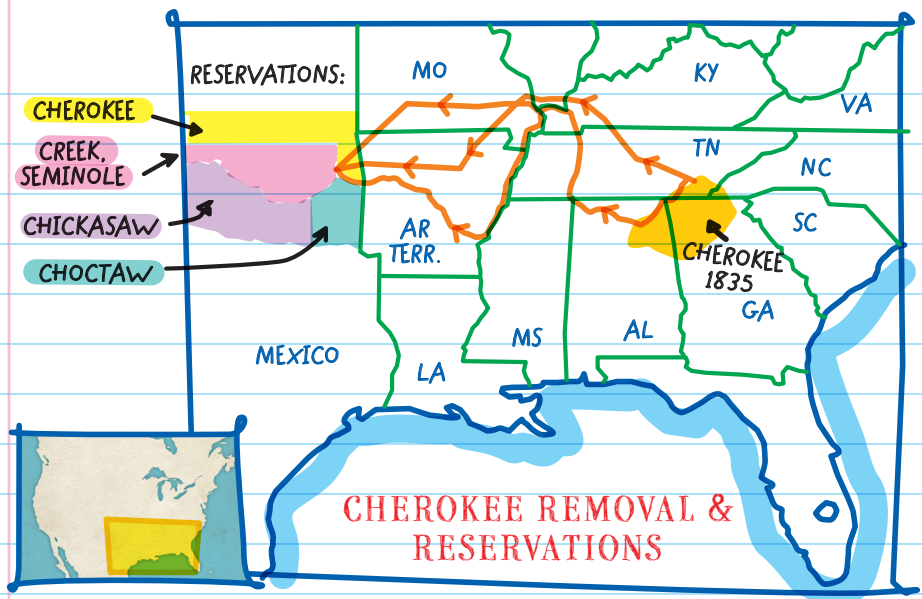 RESERVATIONS:
CHEROKEE
CREEK,
SEMINOLE
CHICKASAW
CHOCTAW
MO
KY
VA
TN
NC
SC
AR
TERR.
CHEROKEE
1835
GA
MEXICO
LA
MS
AL
CHEROKEE REMOVAL &
RESERVATIONS